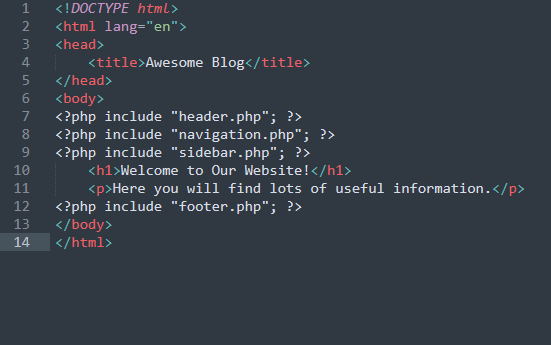 1 <!DOCTYPE html>
2 <html lang="en">
3 <head>
4     <title>Awesome Blog</title>
5 </head>
6 <body>
7 <?php include "header.php"; ?>
8 <?php include "navigation.php"; ?>
9 <?php include "sidebar.php"; ?>
10     <h1>Welcome to Our Website!</h1>
11     <p>Here you will find lots of useful information.</p>
12 <?php include "footer.php"; ?>
13 </body>
14 </html>